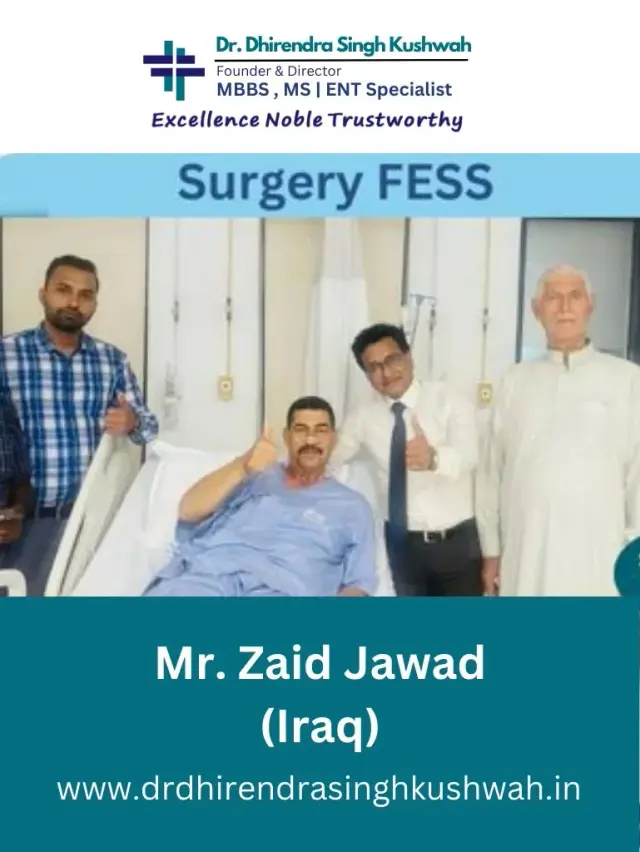 Dr. Dhirendra Singh Kushwah
Founder & Director
MBBS , MS | ENT Specialist
Excellence Noble Trustworthy
Surgery FESS
Mr. Zaid Jawad
(Iraq)
www.drdhirendrasinghkushwah.in